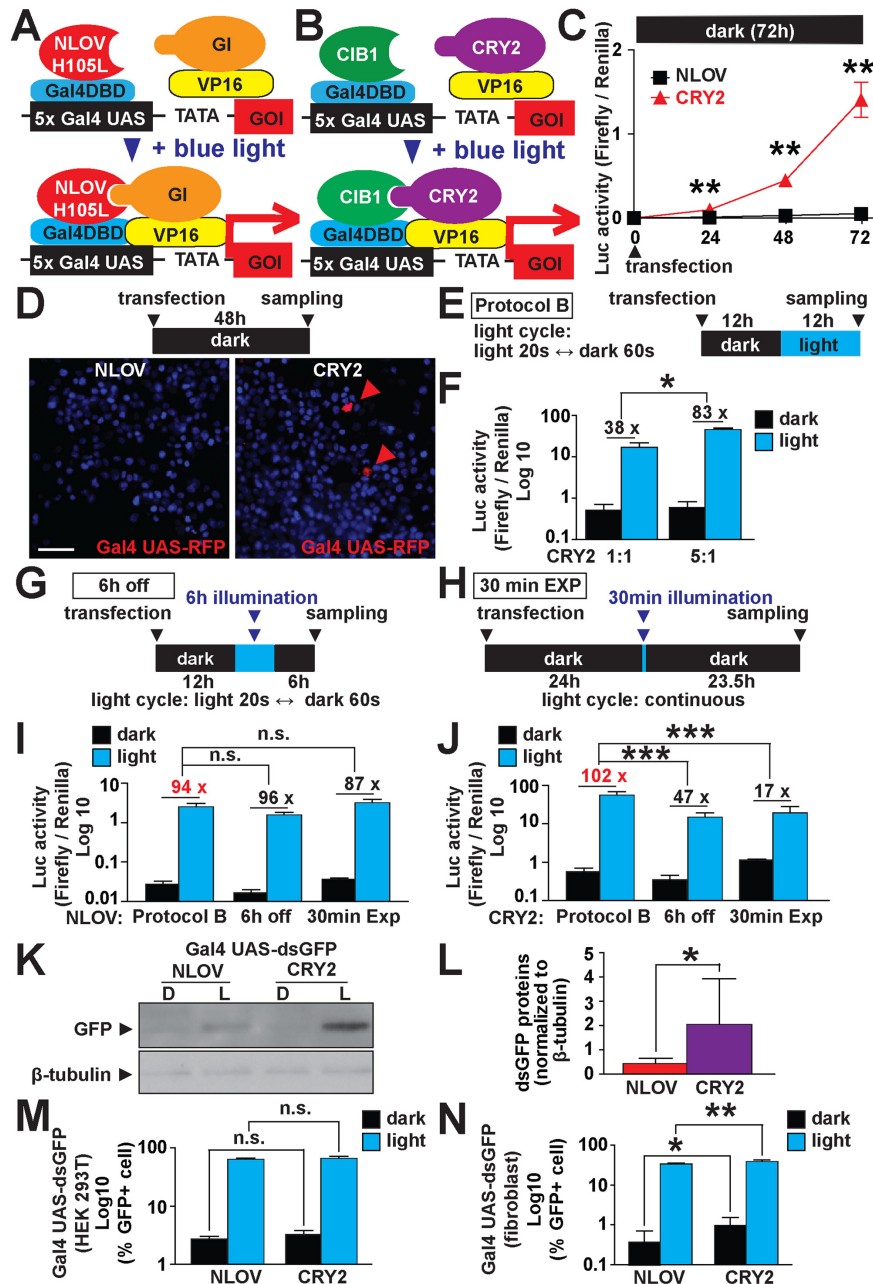 A
NLOV
H105L
GI
Gal4DBD
VP16
5x Gal4 UAS
TATA
GOI
+ blue light
NLOV
H105L
GI
Gal4DBD
VP16
5x Gal4 UAS
TATA
GOI
B
CIB1
CRY2
Gal4DBD
VP16
5x Gal4 UAS
TATA
GOI
+ blue light
CIB1
CRY2
Gal4DBD
VP16
5x Gal4 UAS
TATA
GOI
C
dark (72h)
Luc activity (Firefly / Renilla)
2
1
0
NLOV
CRY2
**
**
**
0 24 48 72
transfection
D
transfection sampling
48h
dark
NLOV
CRY2
Gal4 UAS-RFP
Gal4 UAS-RFP
E
Protocol B
light cycle:
light 20s ↔ dark 60s
transfection sampling
12h 12h
dark light
F
Luc activity
(Firefly / Renilla)
Log 10
100
10
1
0.1
*
38 x
83 x
dark
light
CRY2 1:1 5:1
G
6h off
6h illumination
transfection sampling
dark
12h 6h
light cycle: light 20s ↔ dark 60s
H
30 min EXP
30min illumination
transfection sampling
dark dark
24h 23.5h
light cycle: continuous
I
dark
light
n.s.
n.s.
Luc activity
(Firefly / Renilla)
Log 10
10
1
0.1
0.01
94 x
96 x
87 x
NLOV: Protocol B 6h off 30min Exp
J
dark
light
***
***
Luc activity
(Firefly / Renilla)
Log 10
100
10
1
0.1
102 x
47 x
17 x
CRY2: Protocol B 6h off 30min Exp
K
Gal4 UAS-dsGFP
NLOV CRY2
D L D L
GFP
β-tubulin
L
dsGFP proteins
(normalized to
β-tubulin)
5
4
3
2
1
0
*
NLOV CRY2
M
Gal4 UAS-dsGFP
(HEK 293T)
Log10
(% GFP+ cell)
100
10
1
n.s.
n.s.
dark
light
NLOV CRY2
N
Gal4 UAS-dsGFP
(fibroblast)
Log10
(% GFP+ cell)
100
10
1
0.1
**
*
dark
light
NLOV CRY2